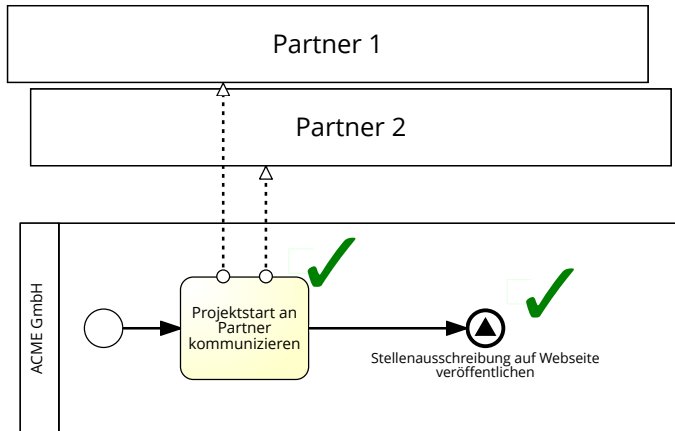 Partner 1
Partner 2
ACME GmbH
Projektstart an
Partner
kommunizieren
Stellenausschreibung auf Webseite
veröffentlichen